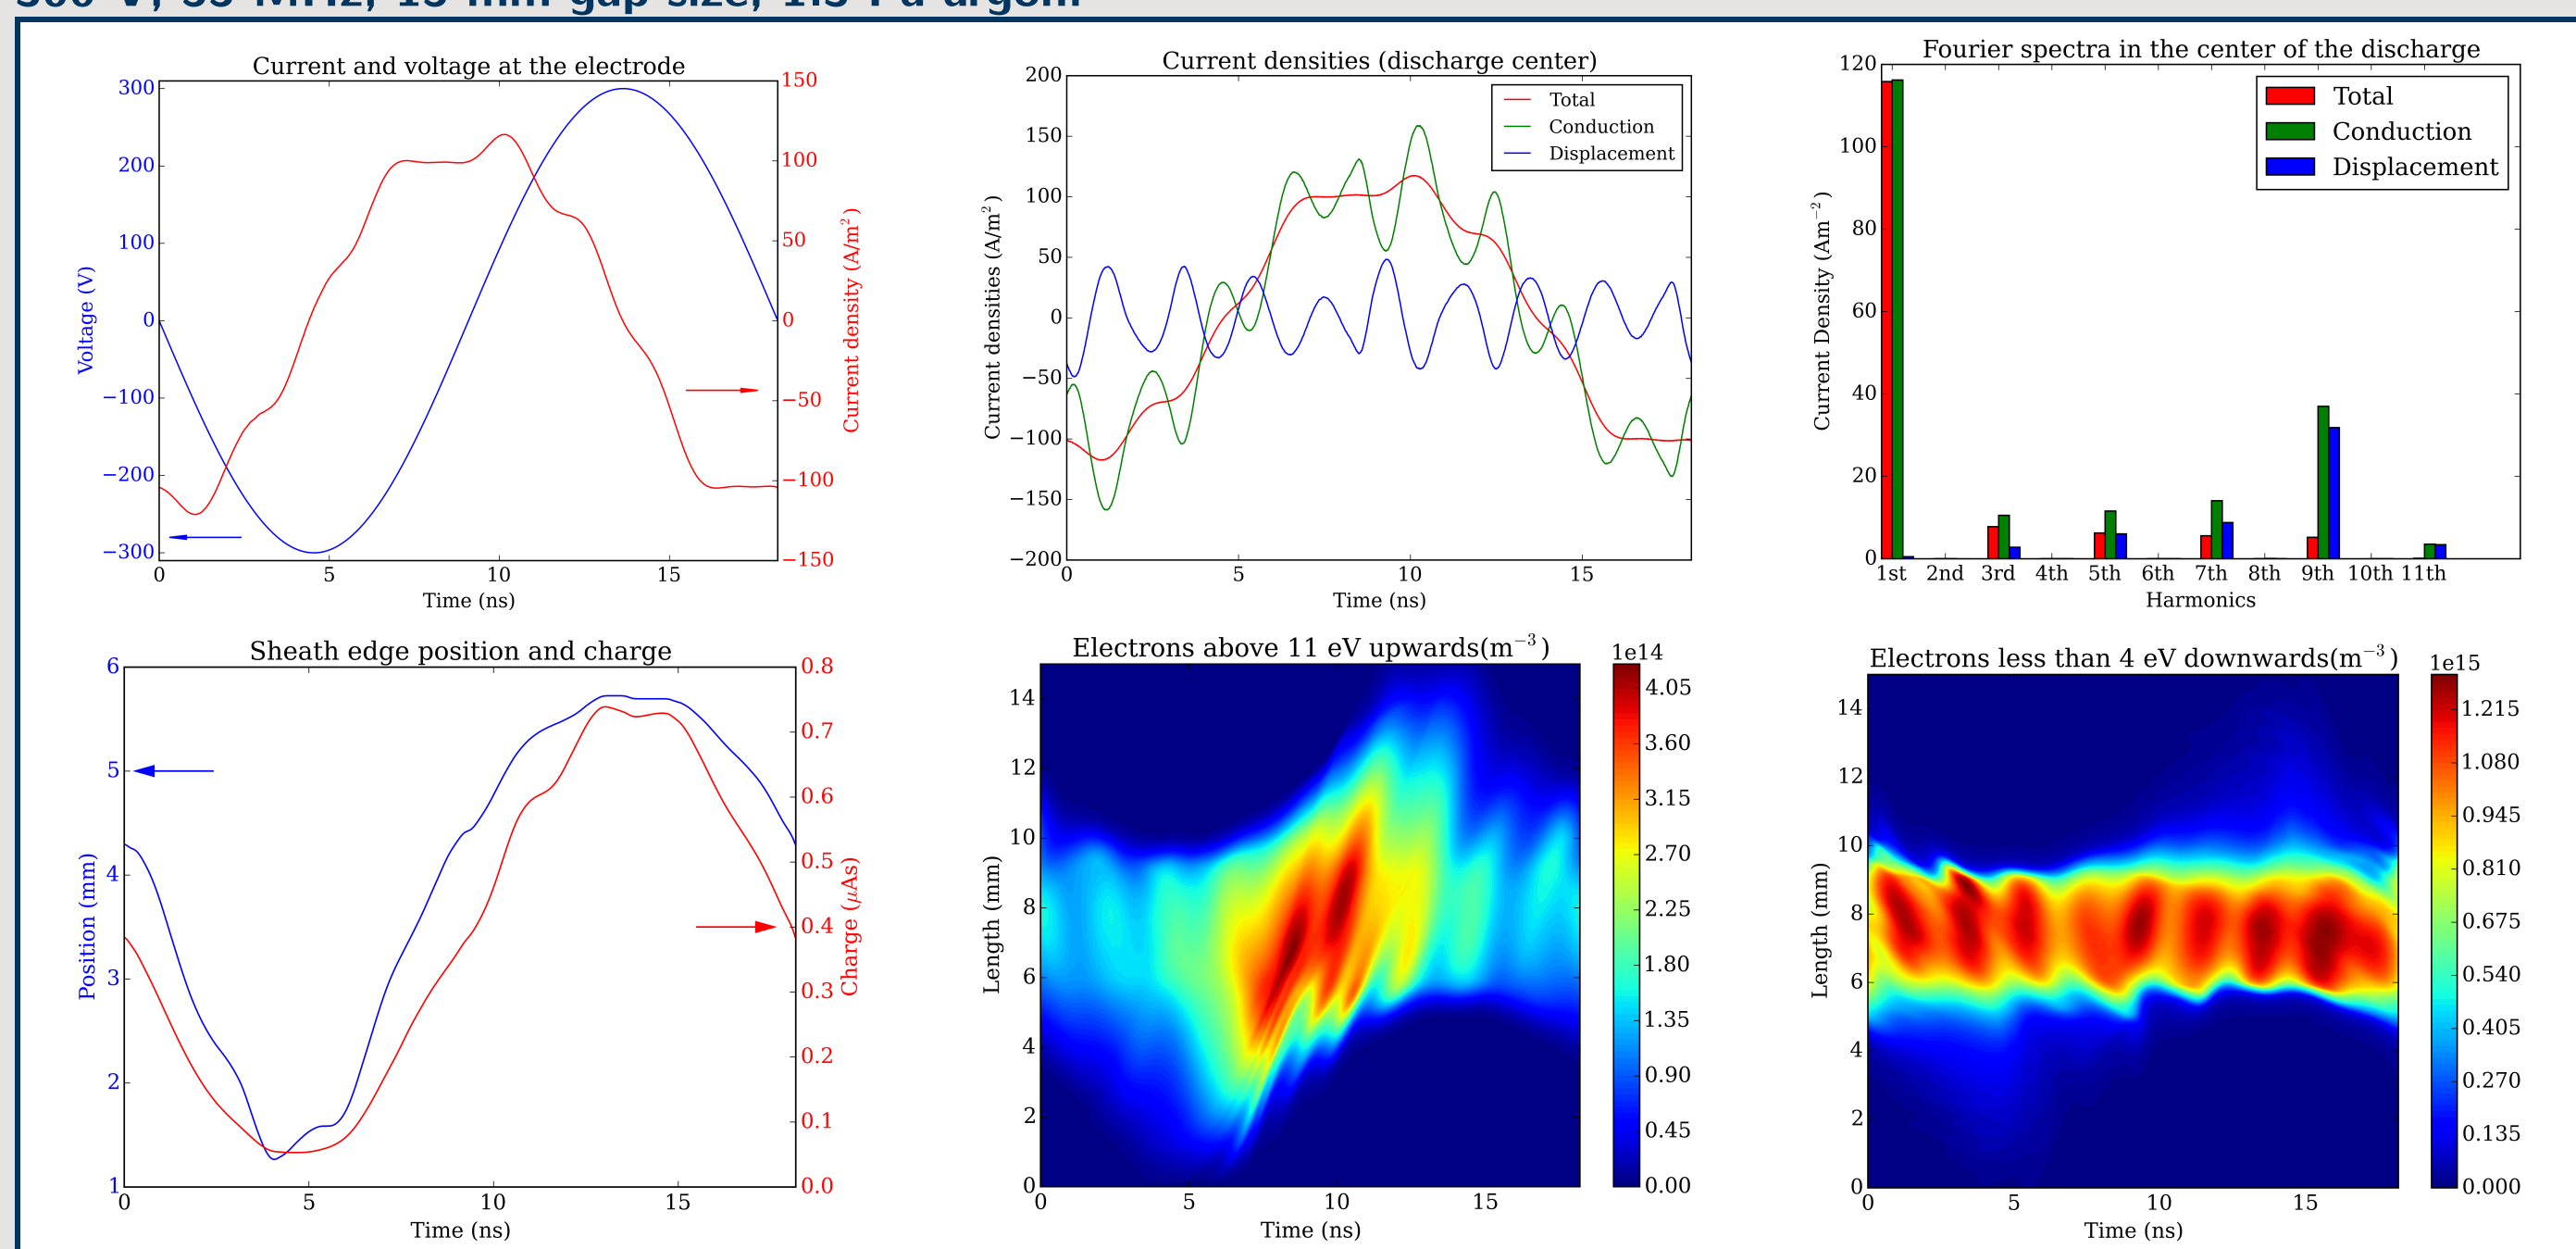 V, MHz, mm gap size,
Current and voltage at the electrode
300
200
100
0
−100
−200
−300
Voltage (V)
150
100
50
0
−50
−100
−150
Current density (A/m²)
0 5 10 15
Time (ns)
Current densities (discharge center)
200
150
100
50
0
−50
−100
−150
−200
Current densities (A/m²)
Total
Conduction
Displacement
0 5 10 15
Time (ns)
Fourier spectra in the center of the discharge
120
100
80
60
40
20
0
Current Density (Am⁻²)
Total
Conduction
Displacement
1st 2nd 3rd 4th 5th 6th 7th 8th 9th 10th 11th
Harmonics
Sheath edge position and charge
6
5
4
3
2
1
Position (mm)
0.8
0.7
0.6
0.5
0.4
0.3
0.2
0.1
0.0
Charge (μAs)
0 5 10 15
Time (ns)
Electrons above 11 eV upwards(m⁻³)
14
12
10
8
6
4
2
0
Length (mm)
0 5 10 15
Time (ns)
1e14
4.05
3.60
3.15
2.70
2.25
1.80
1.35
0.90
0.45
0.00
Electrons less than 4 eV downwards(m⁻³)
14
12
10
8
6
4
2
0
Length (mm)
0 5 10 15
Time (ns)
1e15
1.215
1.080
0.945
0.810
0.675
0.540
0.405
0.270
0.135
0.000